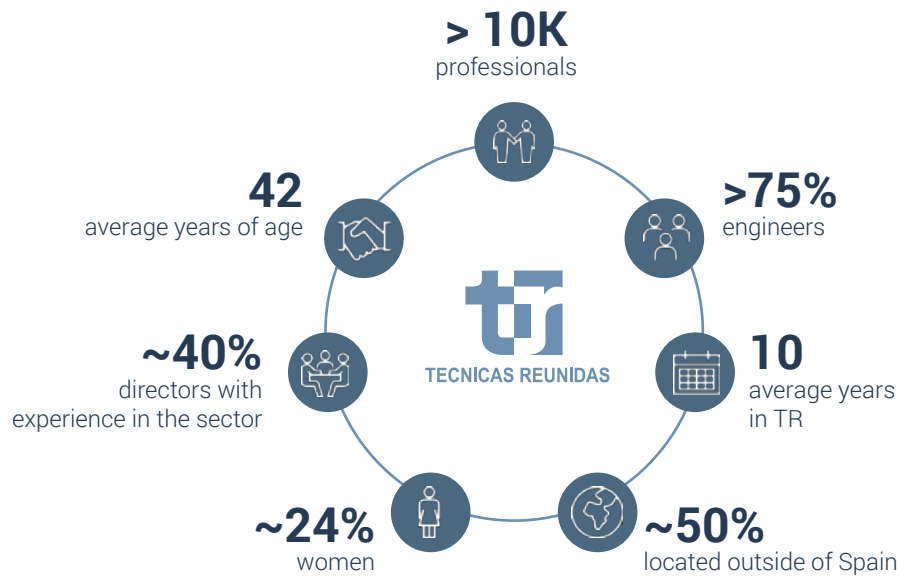 > 10K
professionals
>75%
engineers
10
average years
in TR
~50%
located outside of Spain
~24%
women
~40%
directors with
experience in the sector
42
average years of age
tr
TECNICAS REUNIDAS